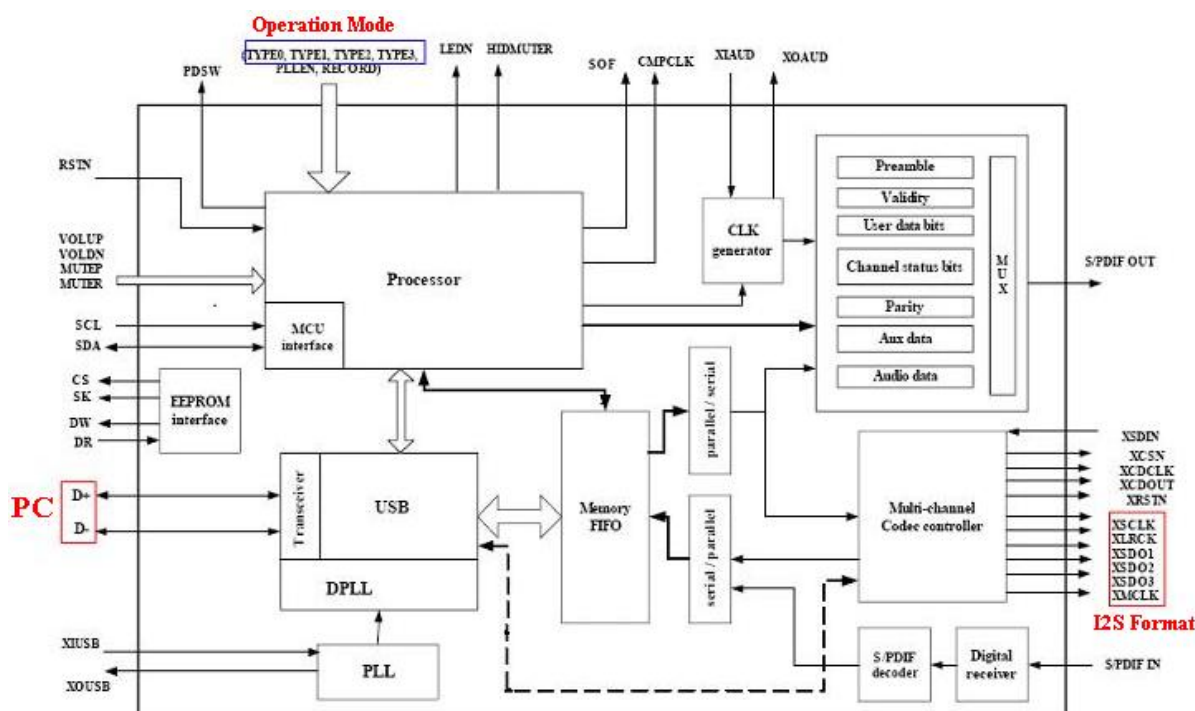 Operation Mode
(TYPE0, TYPE1, TYPE2, TYPE3,
PLLEN, RECORD)
PDSW
LEDN
HIDMUTER
SOF
CMPCLK
XIAUD
XOAUD
RSTN
VOLUP
VOLDN
MUTEP
MUTER
SCL
SDA
Processor
MCU
interface
CLK
generator
Preamble
Validity
User data bits
Channel status bits
Parity
Aux data
Audio data
MUX
S/PDIF OUT
CS
SK
DW
DR
EEPROM
interface
PC
D+
D-
Transceiver
USB
DPLL
Memory
FIFO
parallel / serial
serial / parallel
Multi-channel
Codec controller
XSDIN
XCSN
XCDCLK
XCDOUT
XRSTN
XSCLK
XLRCK
XSDO1
XSDO2
XSDO3
XMCLK
I2S Format
XIUSB
XOUSB
PLL
S/PDIF
decoder
Digital
receiver
S/PDIF IN